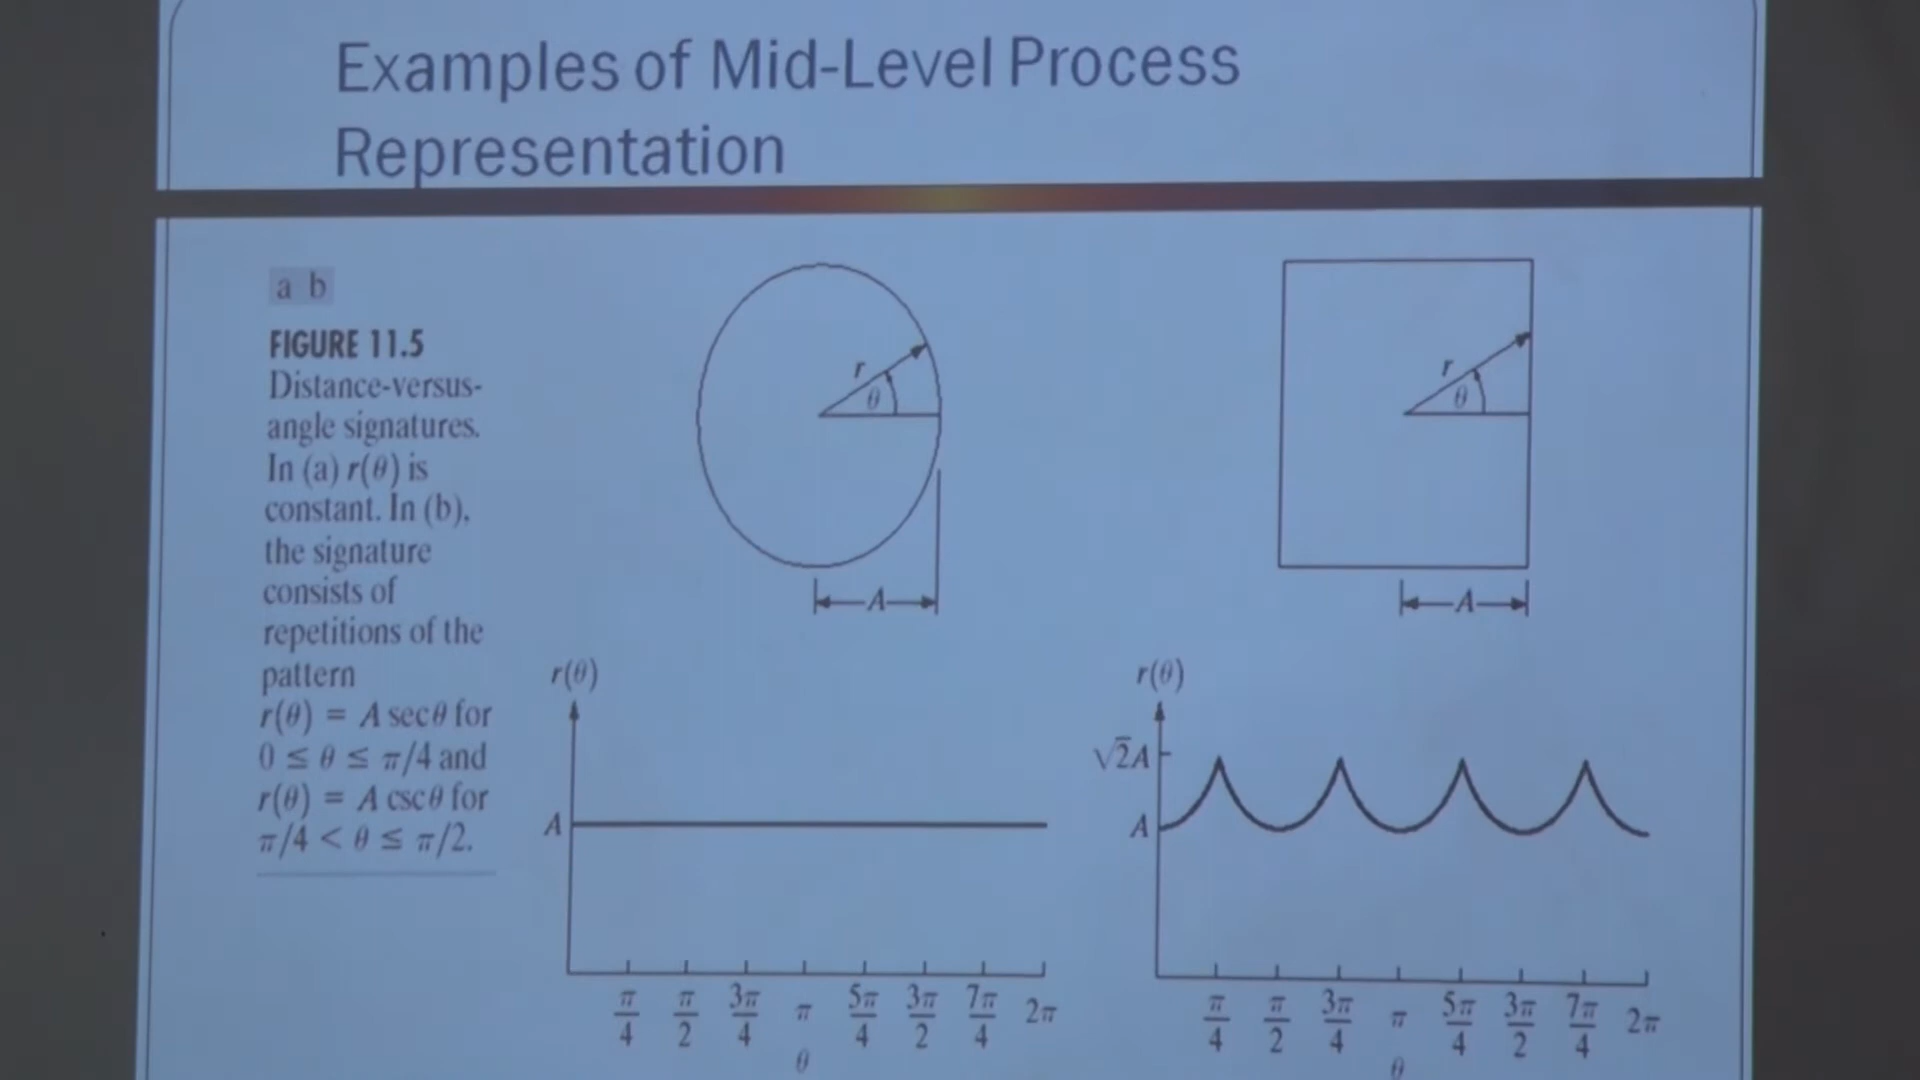 Examples of Mid-Level Process
Representation
a b
FIGURE 11.5
Distance-versus-
angle signatures.
In (a) r(θ) is
constant. In (b),
the signature
consists of
repetitions of the
pattern
r(θ) = A secθ for
0 ≤ θ ≤ π/4 and
r(θ) = A cscθ for
π/4 < θ ≤ π/2.
r
θ
A
r
θ
A
r(θ)
A
π/4 π/2 3π/4 π 5π/4 3π/2 7π/4 2π
θ
r(θ)
√2A
A
π/4 π/2 3π/4 π 5π/4 3π/2 7π/4 2π
θ